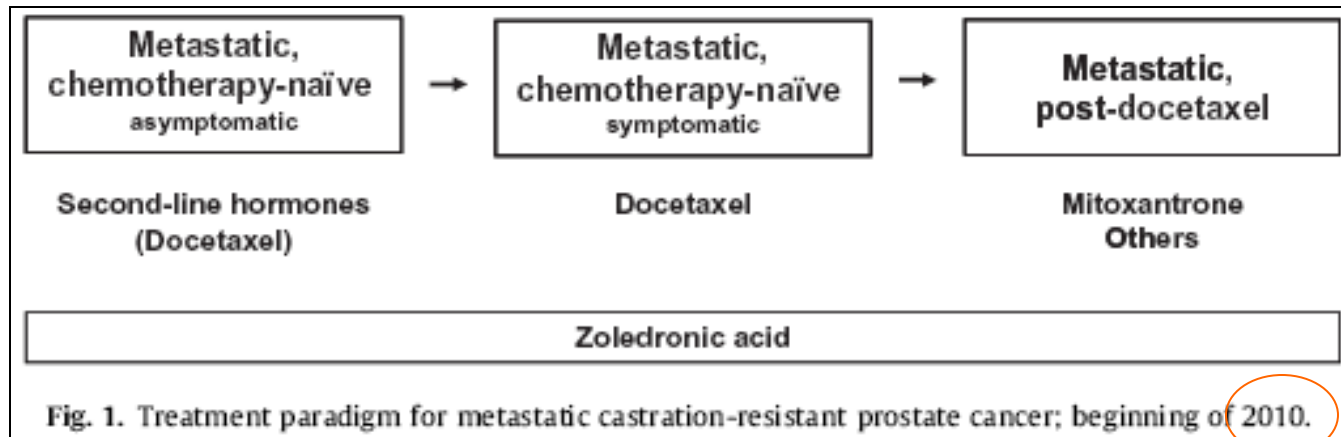 Metastatic,
chemotherapy-naïve
asymptomatic
Metastatic,
chemotherapy-naïve
symptomatic
Metastatic,
post-docetaxel
Second-line hormones
(Docetaxel)
Docetaxel
Mitoxantrone
Others
Zoledronic acid
Fig. 1. Treatment paradigm for metastatic castration-resistant prostate cancer; beginning of 2010.